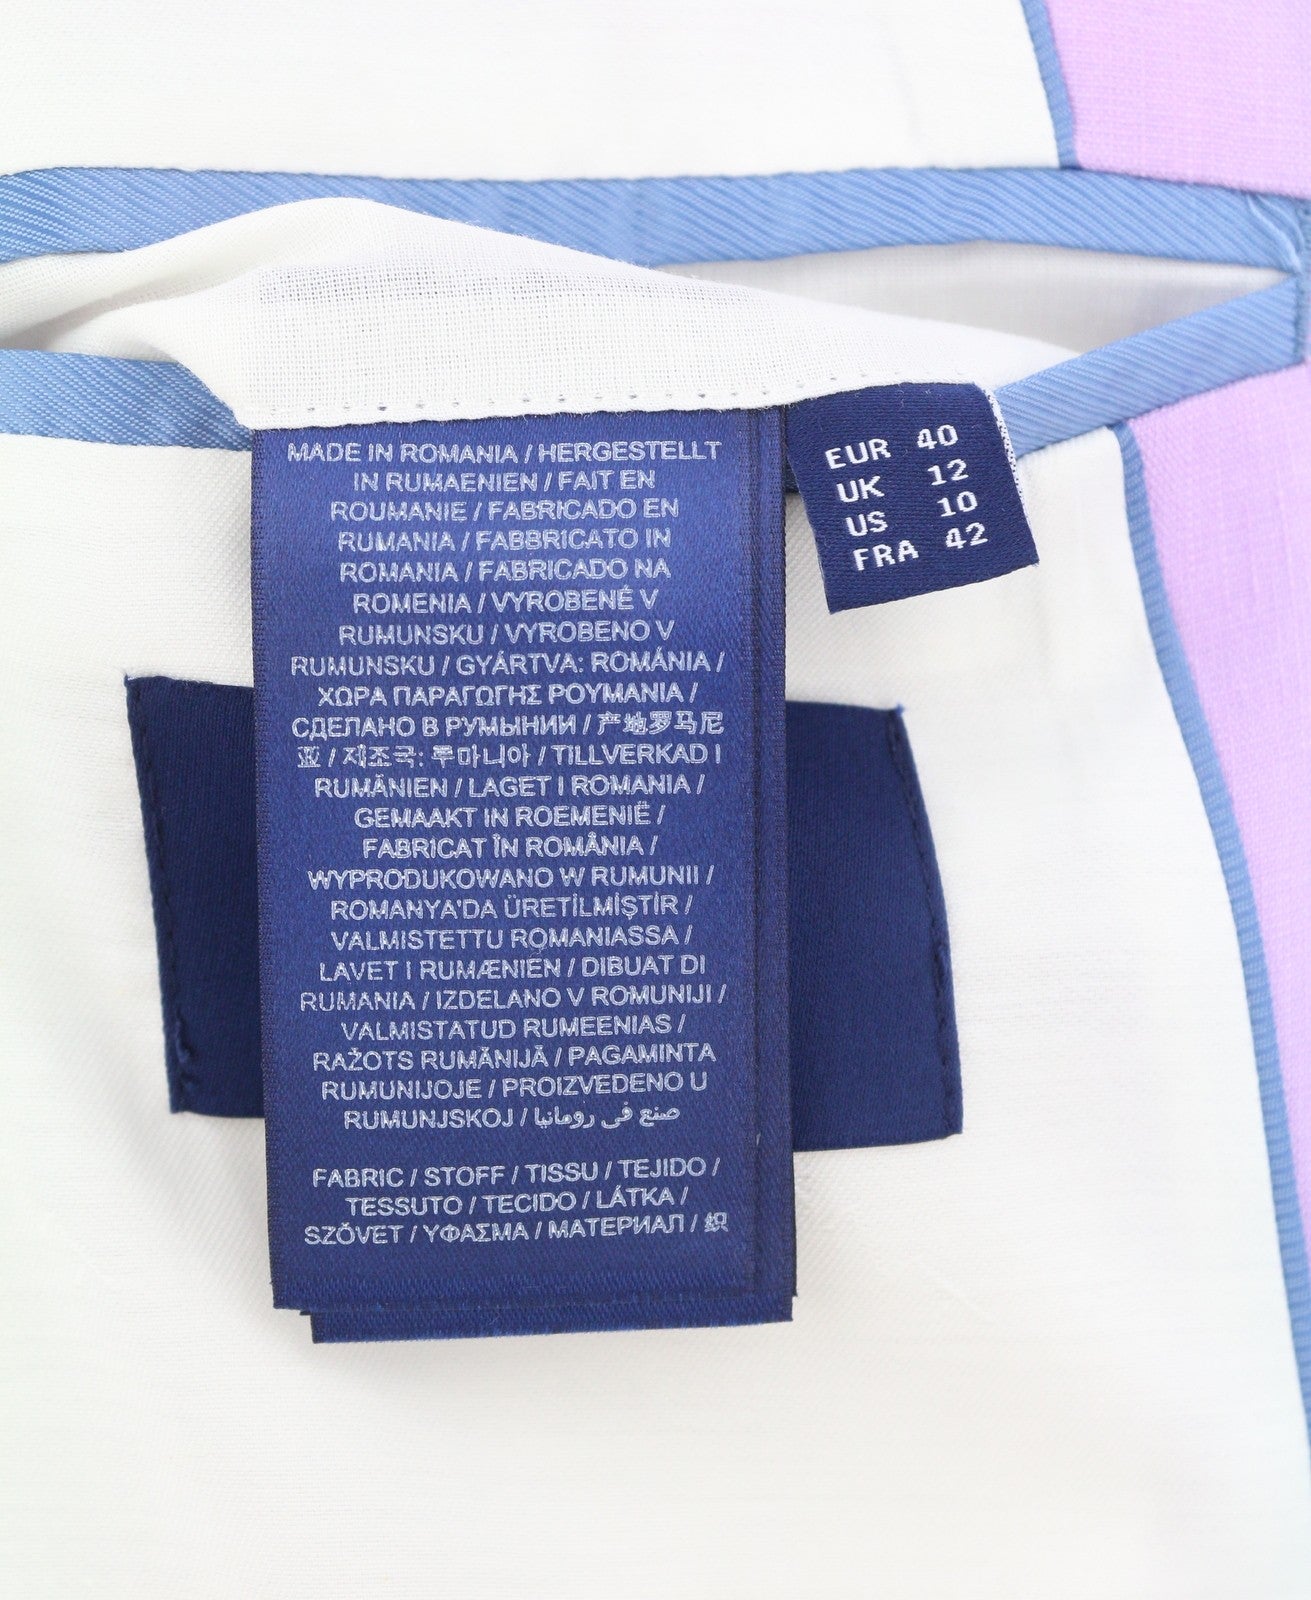 MADE IN ROMANIA / HERGESTELLT
IN RUMAENIEN / FAIT EN
ROUMANIE / FABRICADO EN
RUMANIA / FABBRICATO IN
ROMANIA / FABRICADO NA
ROMENIA / VYROBENÉ V
RUMUNSKU / VYROBENO V
RUMUNSKU / GYÁRTVA: ROMÁNIA /
ΧΩΡΑ ΠΑΡΑΓΩΓΗΣ ΡΟΥΜΑΝΙΑ /
СДЕЛАНО В РУМЫНИИ / 产地罗马尼
亚 / 제조국: 루마니아 / TILLVERKAD I
RUMÄNIEN / LAGET I ROMANIA /
GEMAAKT IN ROEMENIË /
FABRICAT ÎN ROMÂNIA /
WYPRODUKOWANO W RUMUNII /
ROMANYA'DA ÜRETİLMİŞTİR /
VALMISTETTU ROMANIASSA /
LAVET I RUMÆNIEN / DIBUAT DI
RUMANIA / IZDELANO V ROMUNIJI /
VALMISTATUD RUMEENIAS /
RAŽOTS RUMĀNIJĀ / PAGAMINTA
RUMUNIJOJE / PROIZVEDENO U
RUMUNJSKOJ / صنع في رومانيا
FABRIC / STOFF / TISSU / TEJIDO /
TESSUTO / TECIDO / LÁTKA /
SZÖVET / ΥΦΑΣΜΑ / МАТЕРИАЛ / 织
EUR 40
UK 12
US 10
FRA 42